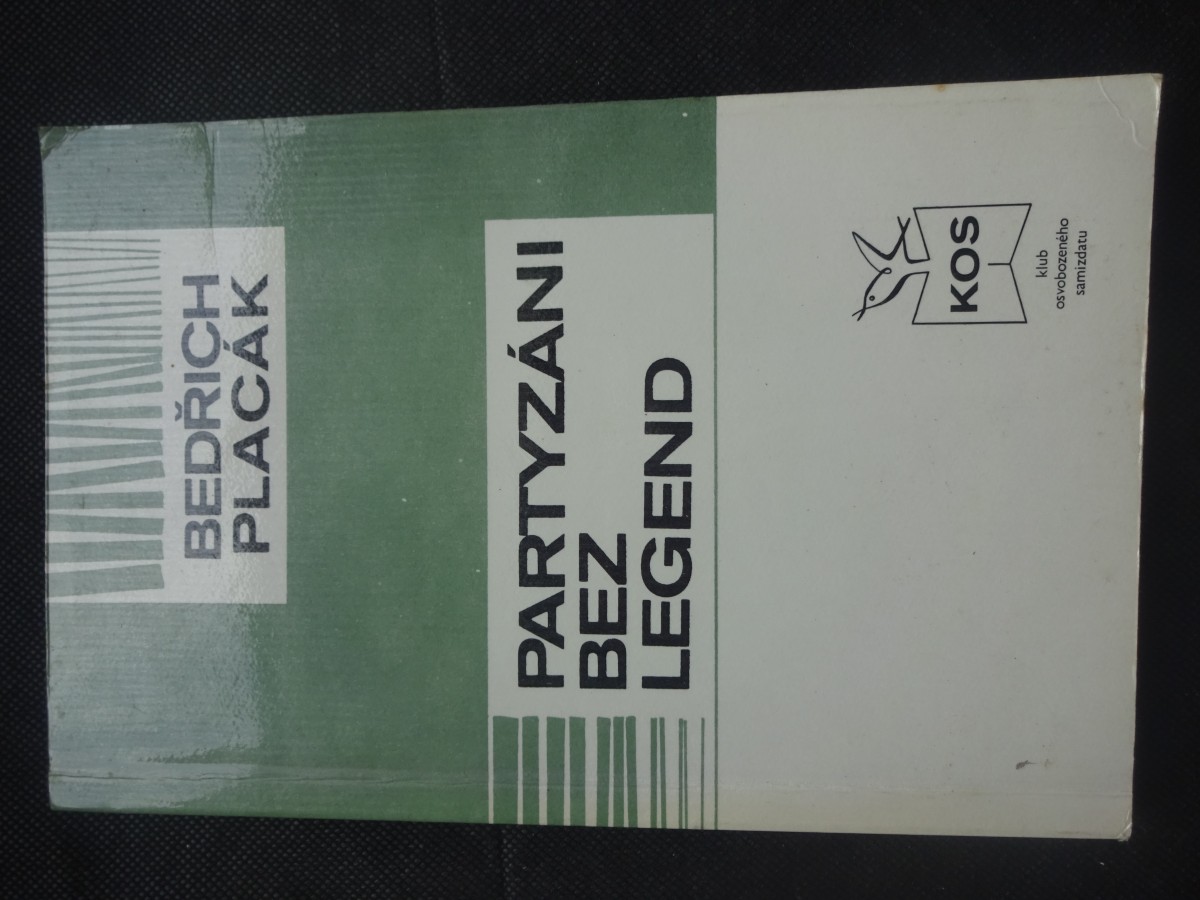 BEDŘICH
PLACÁK
PARTYZÁNI
BEZ
LEGEND
KOS
klub
osvobozeného
samizdatu